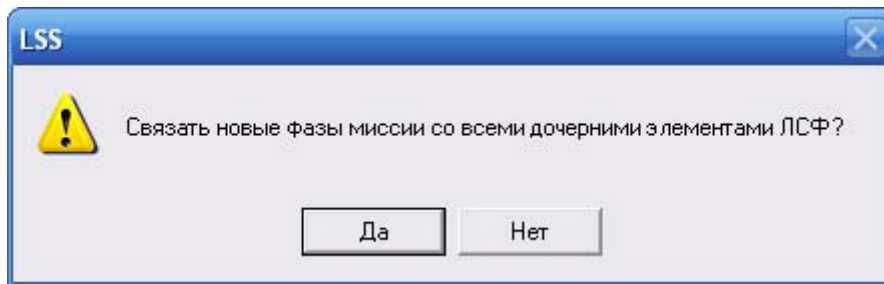 LSS
Связать новые фазы миссии со всеми дочерними элементами ЛСФ?
Да
Нет